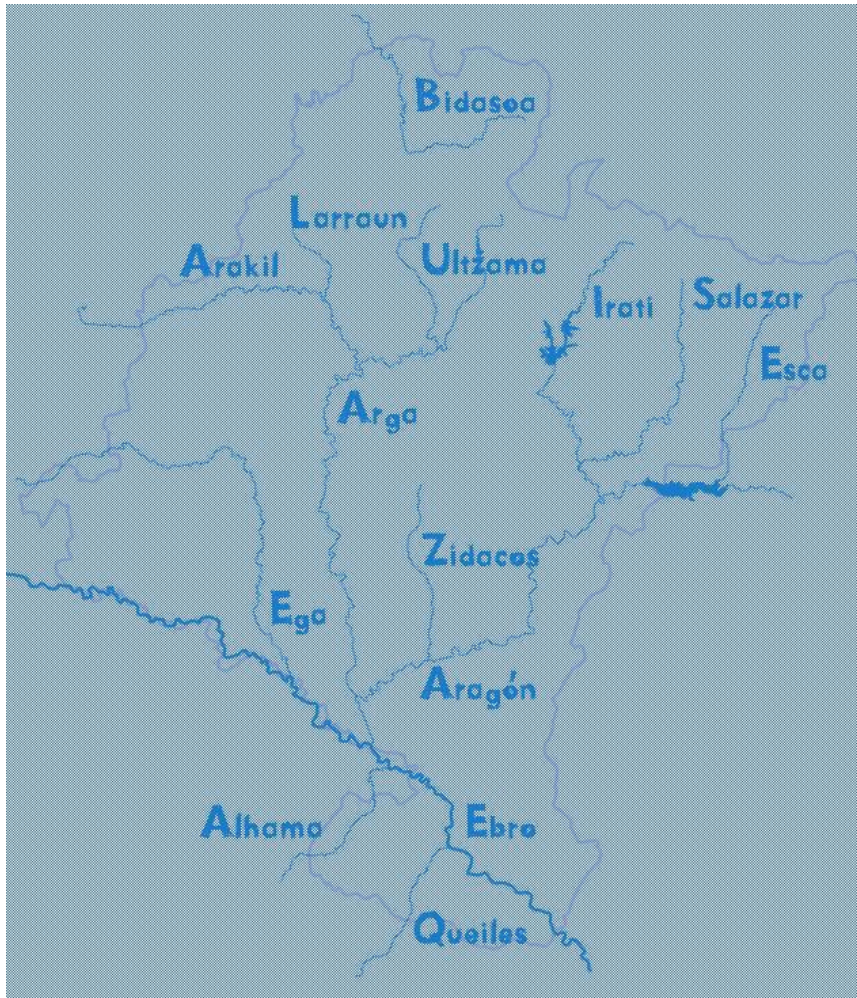 Bidasoa
Larraun
Arakil
Ultzama
Irati
Salazar
Esca
Arga
Zidacos
Ega
Aragón
Alhama
Ebro
Queiles